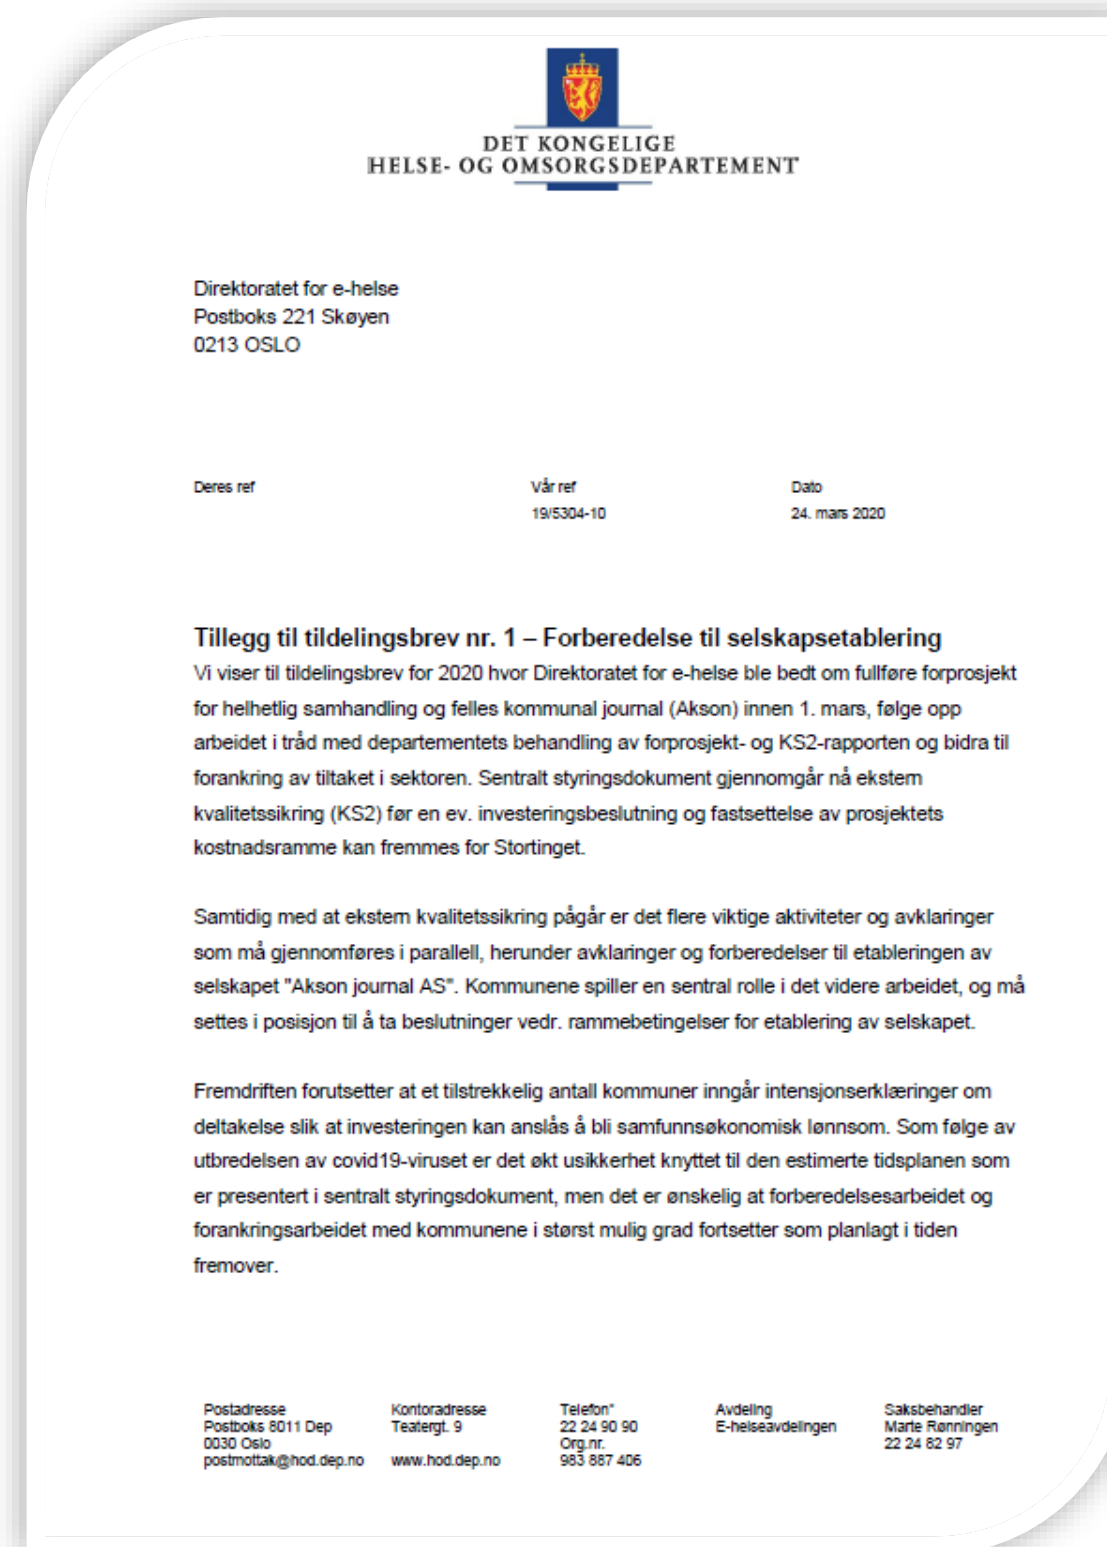 DET KONGELIGE
HELSE- OG OMSORGSDEPARTEMENT
Direktoratet for e-helse
Postboks 221 Skøyen
0213 OSLO
Deres ref
Vår ref
Dato
19/5304-10
24. mars 2020
Tillegg til tildelingsbrev nr. 1 – Forberedelse til selskapsetablering
Vi viser til tildelingsbrev for 2020 hvor Direktoratet for e-helse ble bedt om fullføre forprosjekt
for helhetlig samhandling og felles kommunal journal (Akson) innen 1. mars, følge opp
arbeidet i tråd med departementets behandling av forprosjekt- og KS2-rapporten og bidra til
forankring av tiltaket i sektoren. Sentralt styringsdokument gjennomgår nå ekstern
kvalitetssikring (KS2) før en ev. investeringsbeslutning og fastsettelse av prosjektets
kostnadsramme kan fremmes for Stortinget.
Samtidig med at ekstern kvalitetssikring pågår er det flere viktige aktiviteter og avklaringer
som må gjennomføres i parallell, herunder avklaringer og forberedelser til etableringen av
selskapet "Akson journal AS". Kommunene spiller en sentral rolle i det videre arbeidet, og må
settes i posisjon til å ta beslutninger vedr. rammebetingelser for etablering av selskapet.
Fremdriften forutsetter at et tilstrekkelig antall kommuner inngår intensjonserklæringer om
deltakelse slik at investeringen kan anslås å bli samfunnsøkonomisk lønnsom. Som følge av
utbredelsen av covid19-viruset er det økt usikkerhet knyttet til den estimerte tidsplanen som
er presentert i sentralt styringsdokument, men det er ønskelig at forberedelsesarbeidet og
forankringsarbeidet med kommunene i størst mulig grad fortsetter som planlagt i tiden
fremover.
Postadresse
Postboks 8011 Dep
0030 Oslo
postmottak@hod.dep.no
Kontoradresse
Teatergt. 9
www.hod.dep.no
Telefon*
22 24 90 90
Org.nr.
983 887 406
Avdeling
E-helseavdelingen
Saksbehandler
Marte Rønningen
22 24 82 97